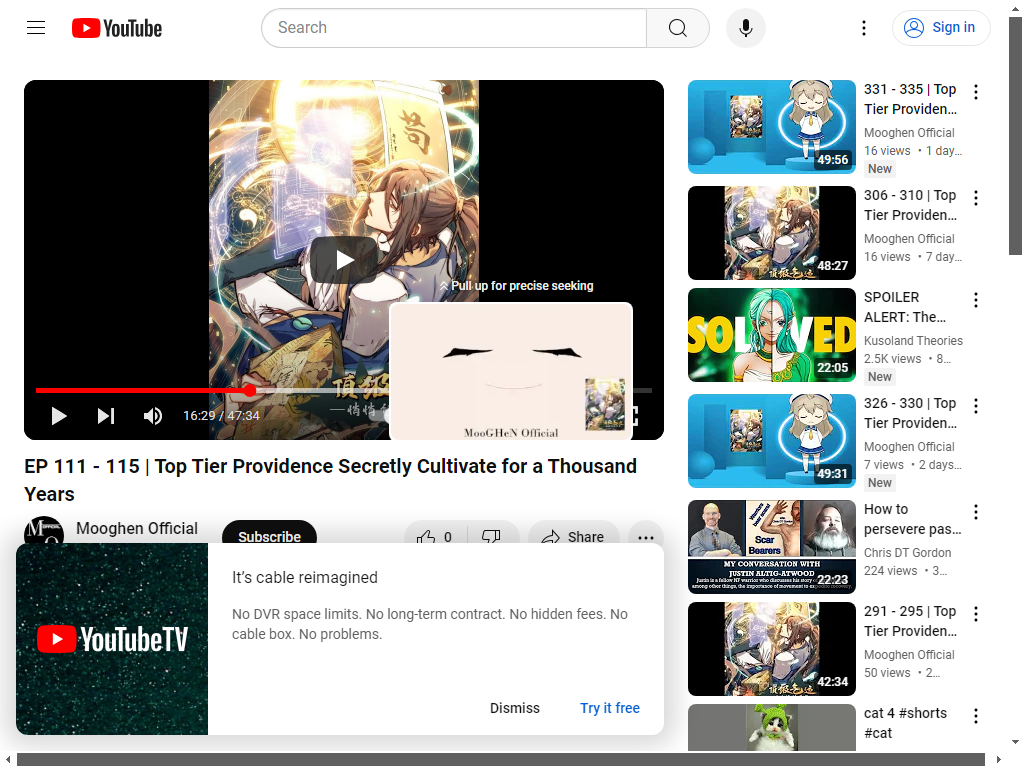 YouTube
Search
Sign in
苟
Pull up for precise seeking
MooGHeN Official
16:29 / 47:34
EP 111 - 115 | Top Tier Providence Secretly Cultivate for a Thousand
Years
Mooghen Official
Subscribe
0
Share
YouTubeTV
It's cable reimagined
No DVR space limits. No long-term contract. No hidden fees. No
cable box. No problems.
Dismiss
Try it free
49:56
331 - 335 | Top
Tier Providen...
Mooghen Official
16 views • 1 day...
New
48:27
306 - 310 | Top
Tier Providen...
Mooghen Official
16 views • 7 day...
SOLVED
22:05
SPOILER
ALERT: The...
Kusoland Theories
2.5K views • 8...
New
49:31
326 - 330 | Top
Tier Providen...
Mooghen Official
7 views • 2 days...
New
Scar
Bearers
MY CONVERSATION WITH
JUSTIN ALTIG-ATWOOD
22:23
How to
persevere pas...
Chris DT Gordon
224 views • 3...
42:34
291 - 295 | Top
Tier Providen...
Mooghen Official
50 views • 2...
cat 4 #shorts
#cat